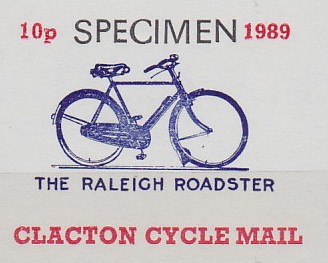 10p SPECIMEN 1989
THE RALEIGH ROADSTER
CLACTON CYCLE MAIL